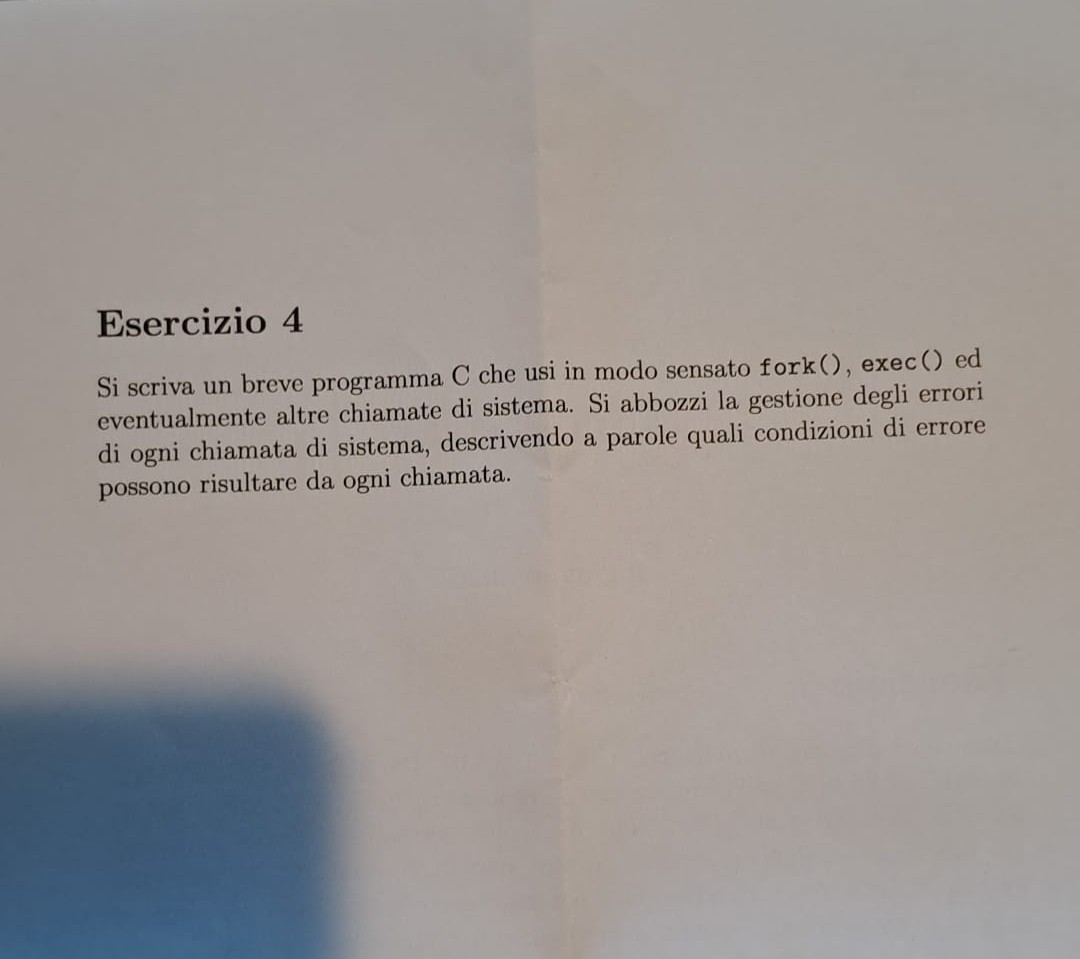 Esercizio 4
Si scriva un breve programma C che usi in modo sensato fork(), exec() ed
eventualmente altre chiamate di sistema. Si abbozzi la gestione degli errori
di ogni chiamata di sistema, descrivendo a parole quali condizioni di errore
possono risultare da ogni chiamata.